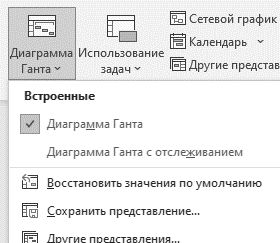 Диаграмма Ганта
Использование задач
Сетевой график
Календарь
Другие представ
Встроенные
Диаграмма Ганта
Диаграмма Ганта с отслеживанием
Восстановить значения по умолчанию
Сохранить представление...
Другие представления...